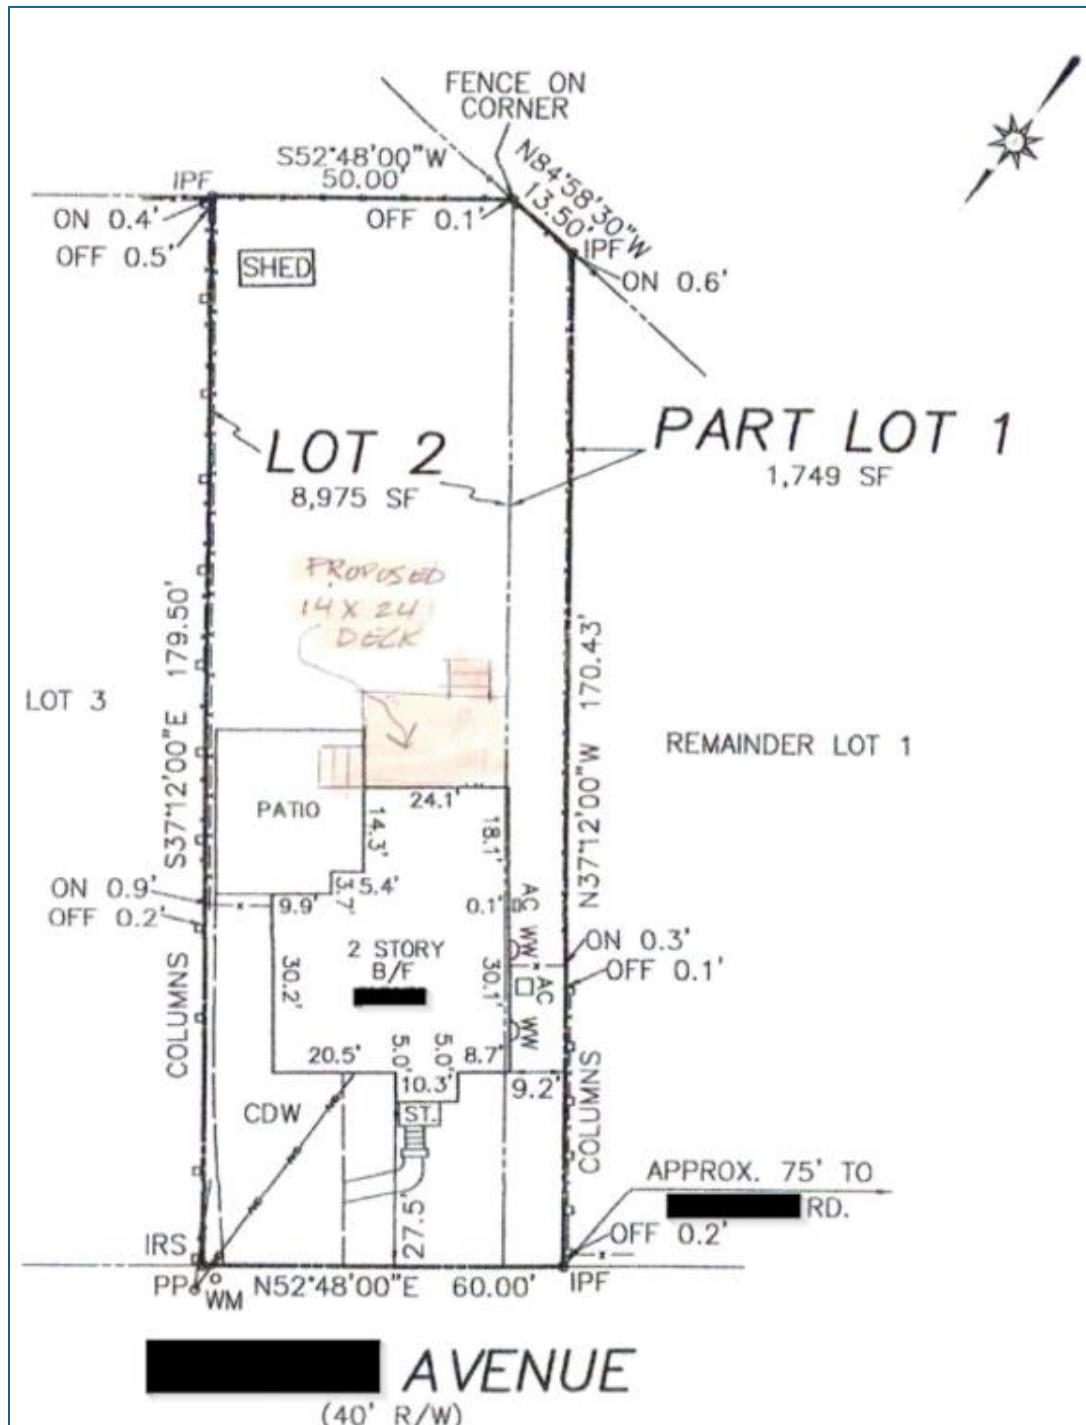 FENCE ON
CORNER
S52°48'00"W
50.00'
N84°58'30"W
13.50'
IPF
ON 0.4'
OFF 0.5'
OFF 0.1'
IPF
ON 0.6'
SHED
LOT 2
8,975 SF
PART LOT 1
1,749 SF
PROPOSED
14 X 24
DECK
S37°12'00"E 179.50'
N37°12'00"W 170.43'
LOT 3
REMAINDER LOT 1
24.1'
PATIO
14.3'
18.1'
3.7'
5.4'
ON 0.9'
OFF 0.2'
9.9'
0.1'
AC
WW
2 STORY
B/F
30.2'
30.1'
AC
WW
ON 0.3'
OFF 0.1'
COLUMNS
20.5'
5.0'
5.0'
8.7'
10.3'
9.2'
CDW
ST.
COLUMNS
27.5'
APPROX. 75' TO
RD.
OFF 0.2'
IRS
PP
WM
N52°48'00"E 60.00'
IPF
AVENUE
(40' R/W)